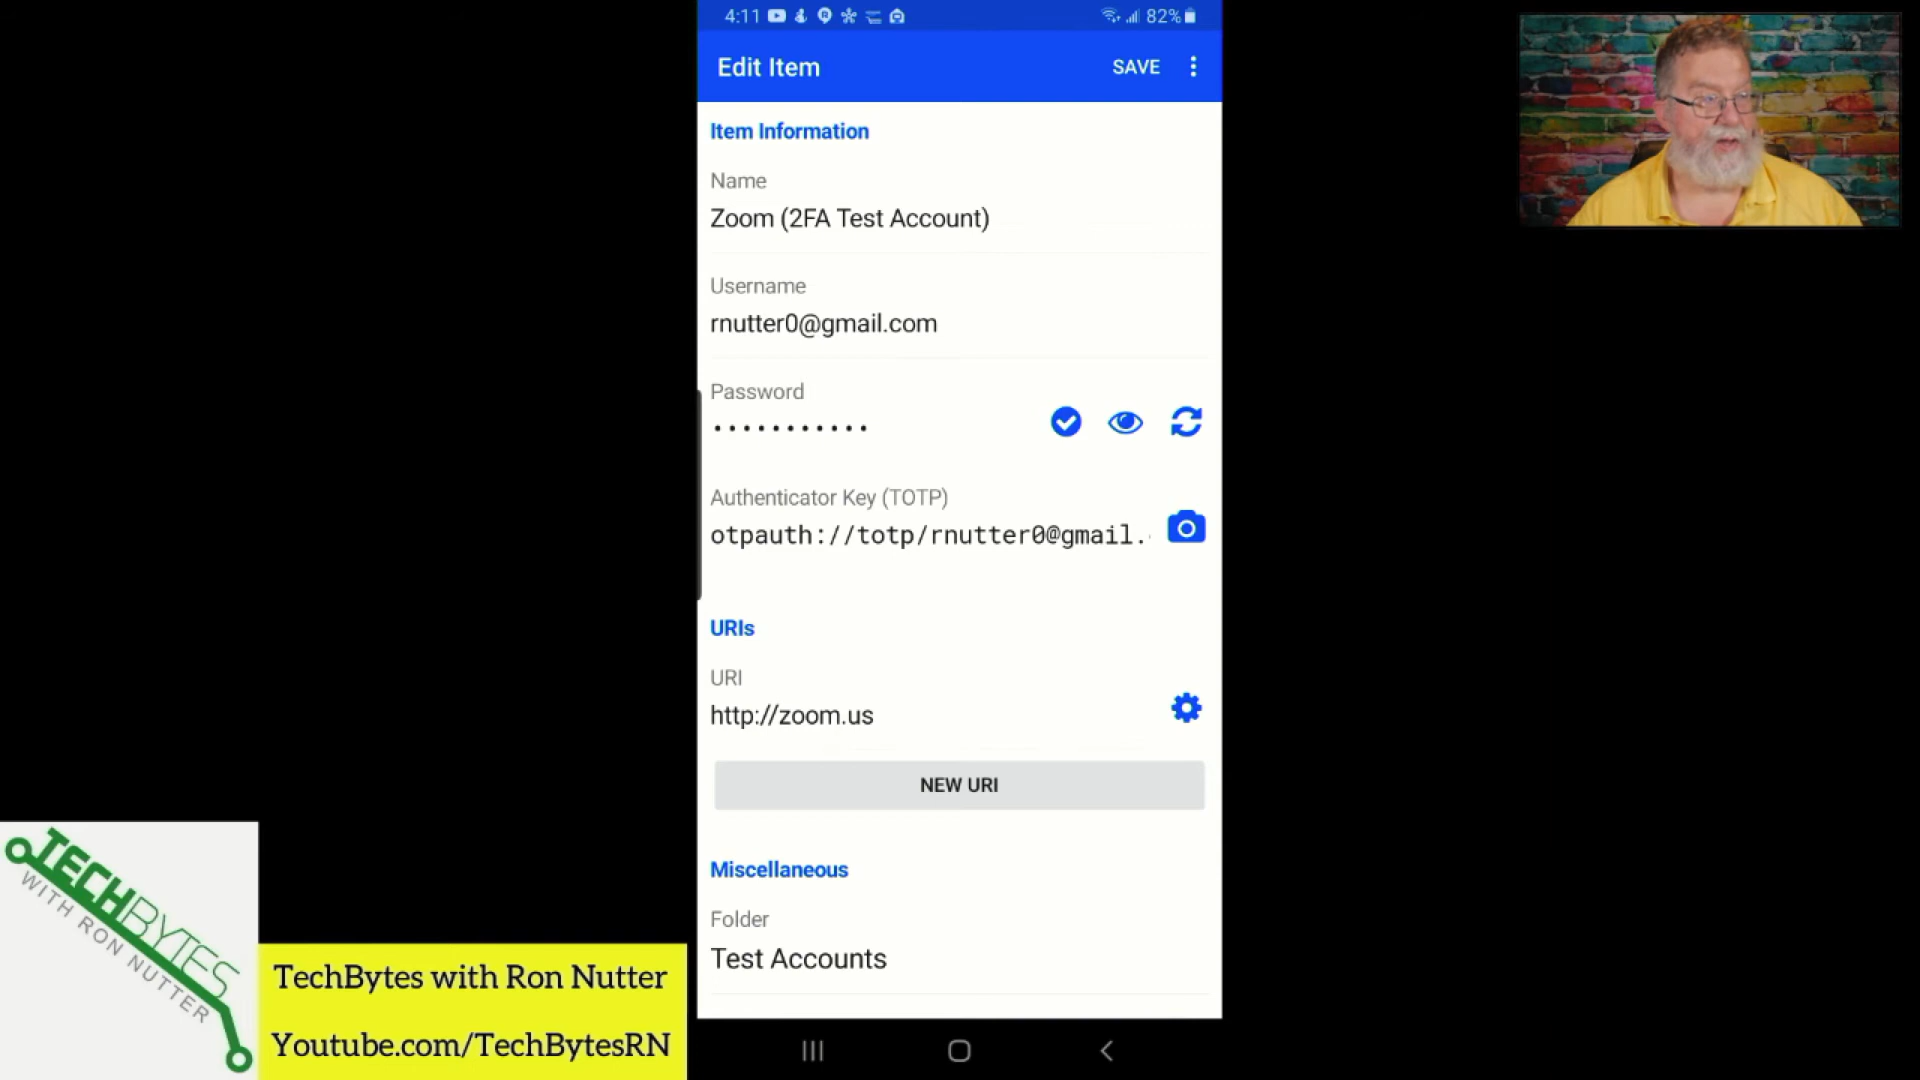 4:11
82%
Edit Item
SAVE
Item Information
Name
Zoom (2FA Test Account)
Username
rnutter0@gmail.com
Password
•••••••••••
Authenticator Key (TOTP)
otpauth://totp/rnutter0@gmail.
URIs
URI
http://zoom.us
NEW URI
Miscellaneous
Folder
Test Accounts
TECHBYTES
WITH RON NUTTER
TechBytes with Ron Nutter
Youtube.com/TechBytesRN